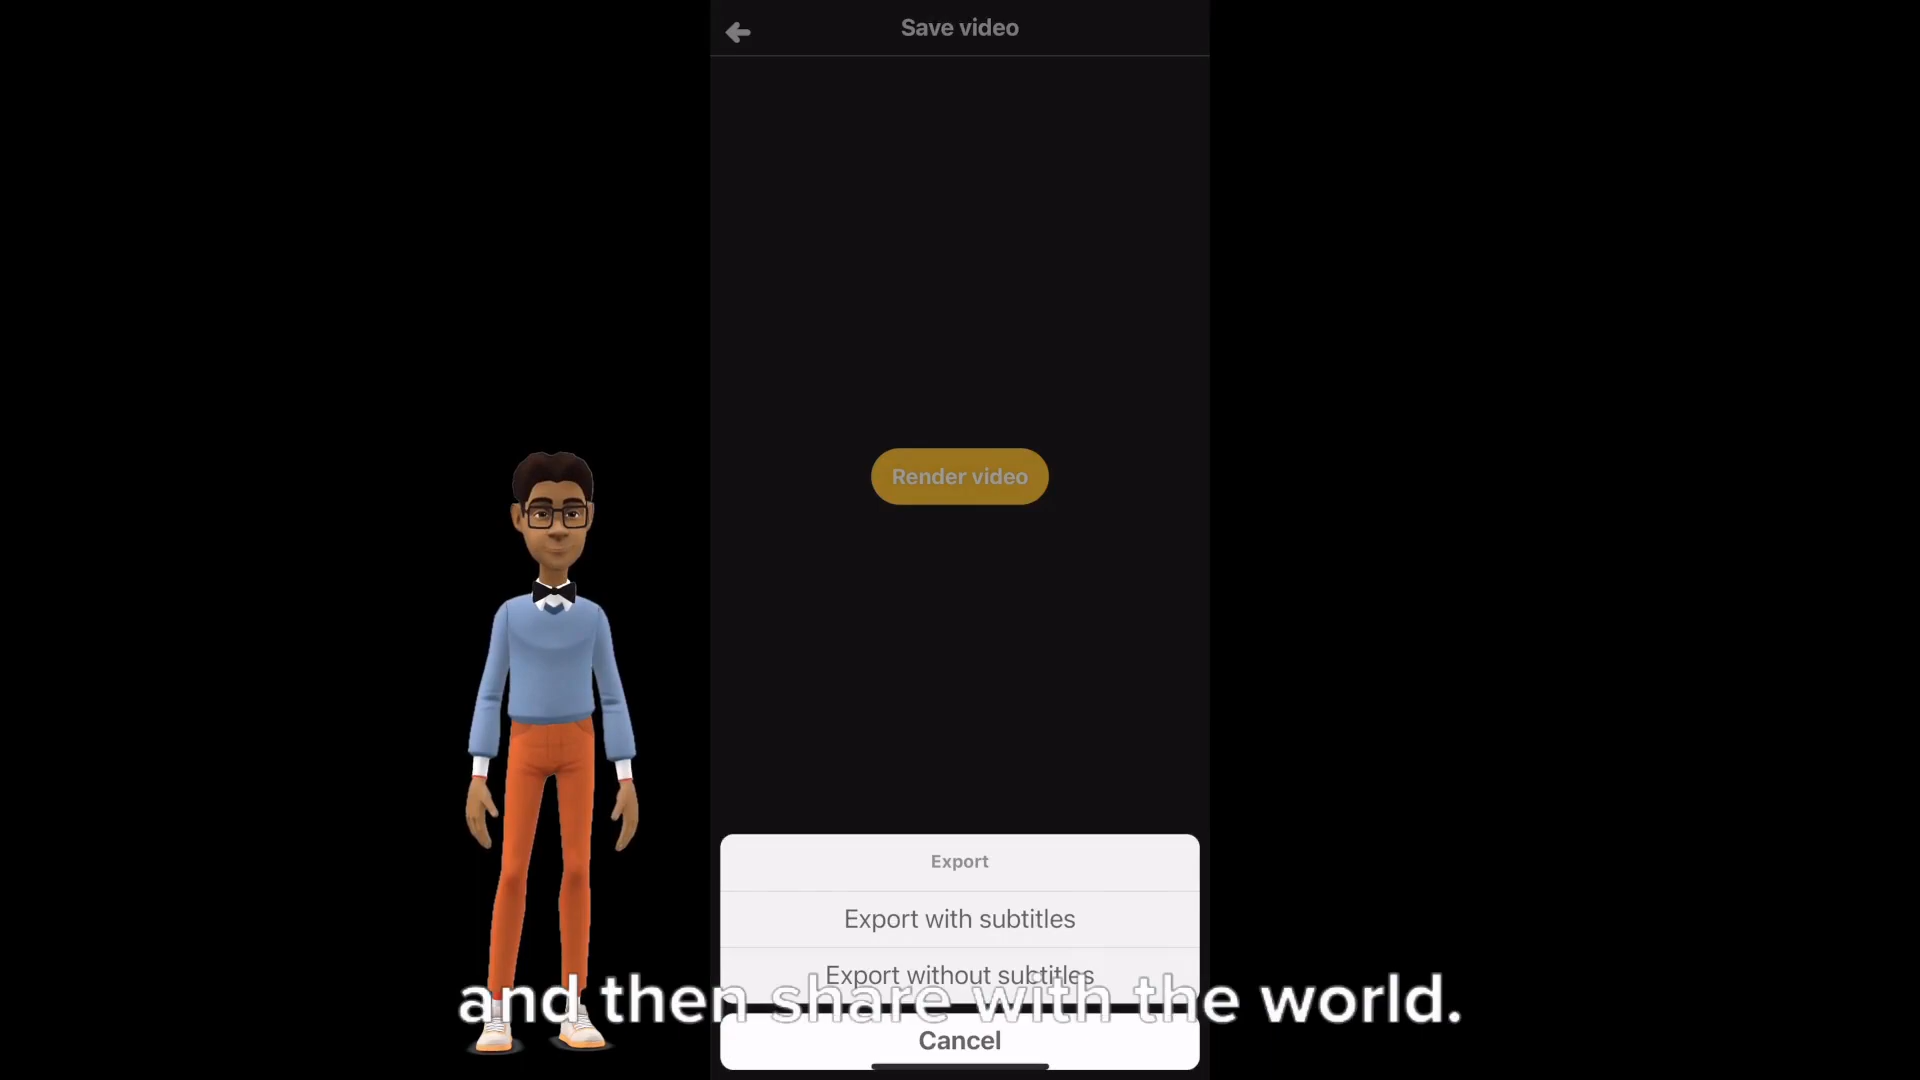 Save video
Render video
Export
Export with subtitles
Export without subtitles
and then share with the world.
Cancel